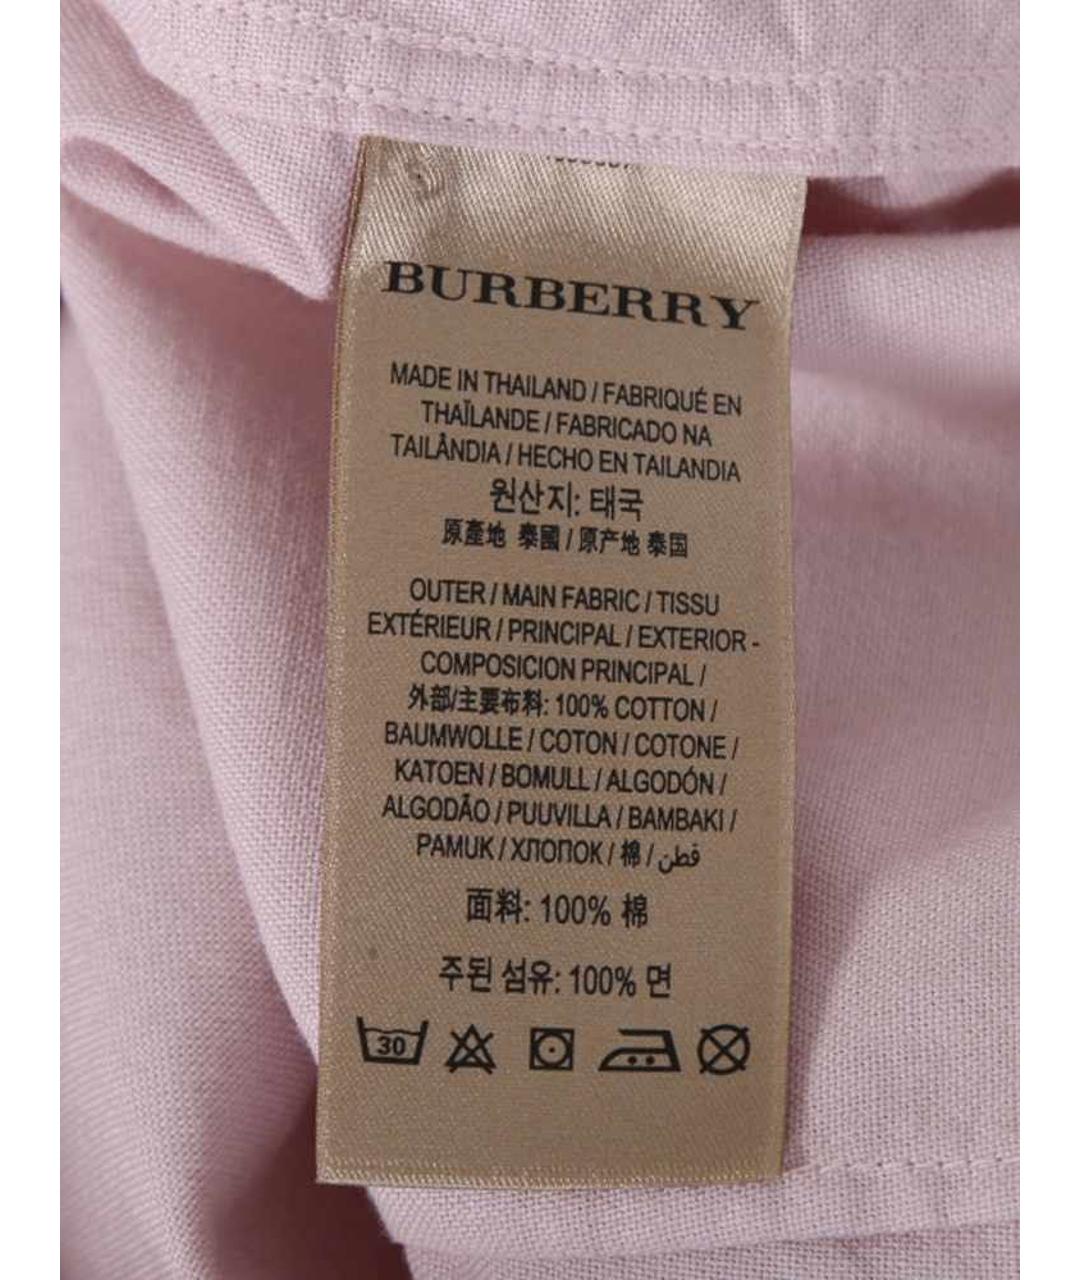 BURBERRY
MADE IN THAILAND / FABRIQUÉ EN
THAÏLANDE / FABRICADO NA
TAILÂNDIA / HECHO EN TAILANDIA
원산지: 태국
原產地 泰國 / 原产地 泰国
OUTER / MAIN FABRIC / TISSU
EXTÉRIEUR / PRINCIPAL / EXTERIOR -
COMPOSICION PRINCIPAL /
外部/主要布料: 100% COTTON /
BAUMWOLLE / COTON / COTONE /
KATOEN / BOMULL / ALGODÓN /
ALGODÃO / PUUVILLA / BAMBAKI /
PAMUK / ХЛОПОК / 棉 / قطن
面料: 100% 棉
주된 섬유: 100% 면
30